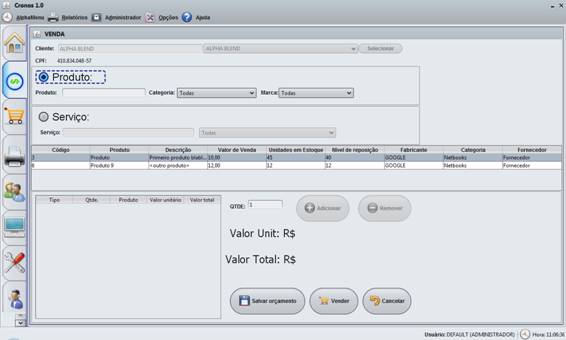 Cronos 1.0
AlphaMena Relatórios Administrador Opções Ajuda
VENDA
Cliente: ALPHA BLEND ALPHA BLEND Selecionar
CPF: 410.834.048-57
Produto:
Produto: Categoria: Todas Marca: Todas
Serviço:
Serviço: Todas
Código Produto Descrição Valor de Venda Unidades em Estoque Nível de reposição Fabricante Categoria Fornecedor
3 Produto Primeiro produto blabl... 10,00 45 40 GOOGLE Netbooks Fornecedor
6 Produto 9 <outro produto> 12,00 12 12 GOOGLE Netbooks Fornecedor
Tipo Qtde. Produto Valor unitário Valor total
QTDE: 1 Adicionar Remover
Valor Unit: R$
Valor Total: R$
Salvar orçamento Vender Cancelar
Usuário: DEFAULT (ADMINISTRADOR) Hora: 11:06:36